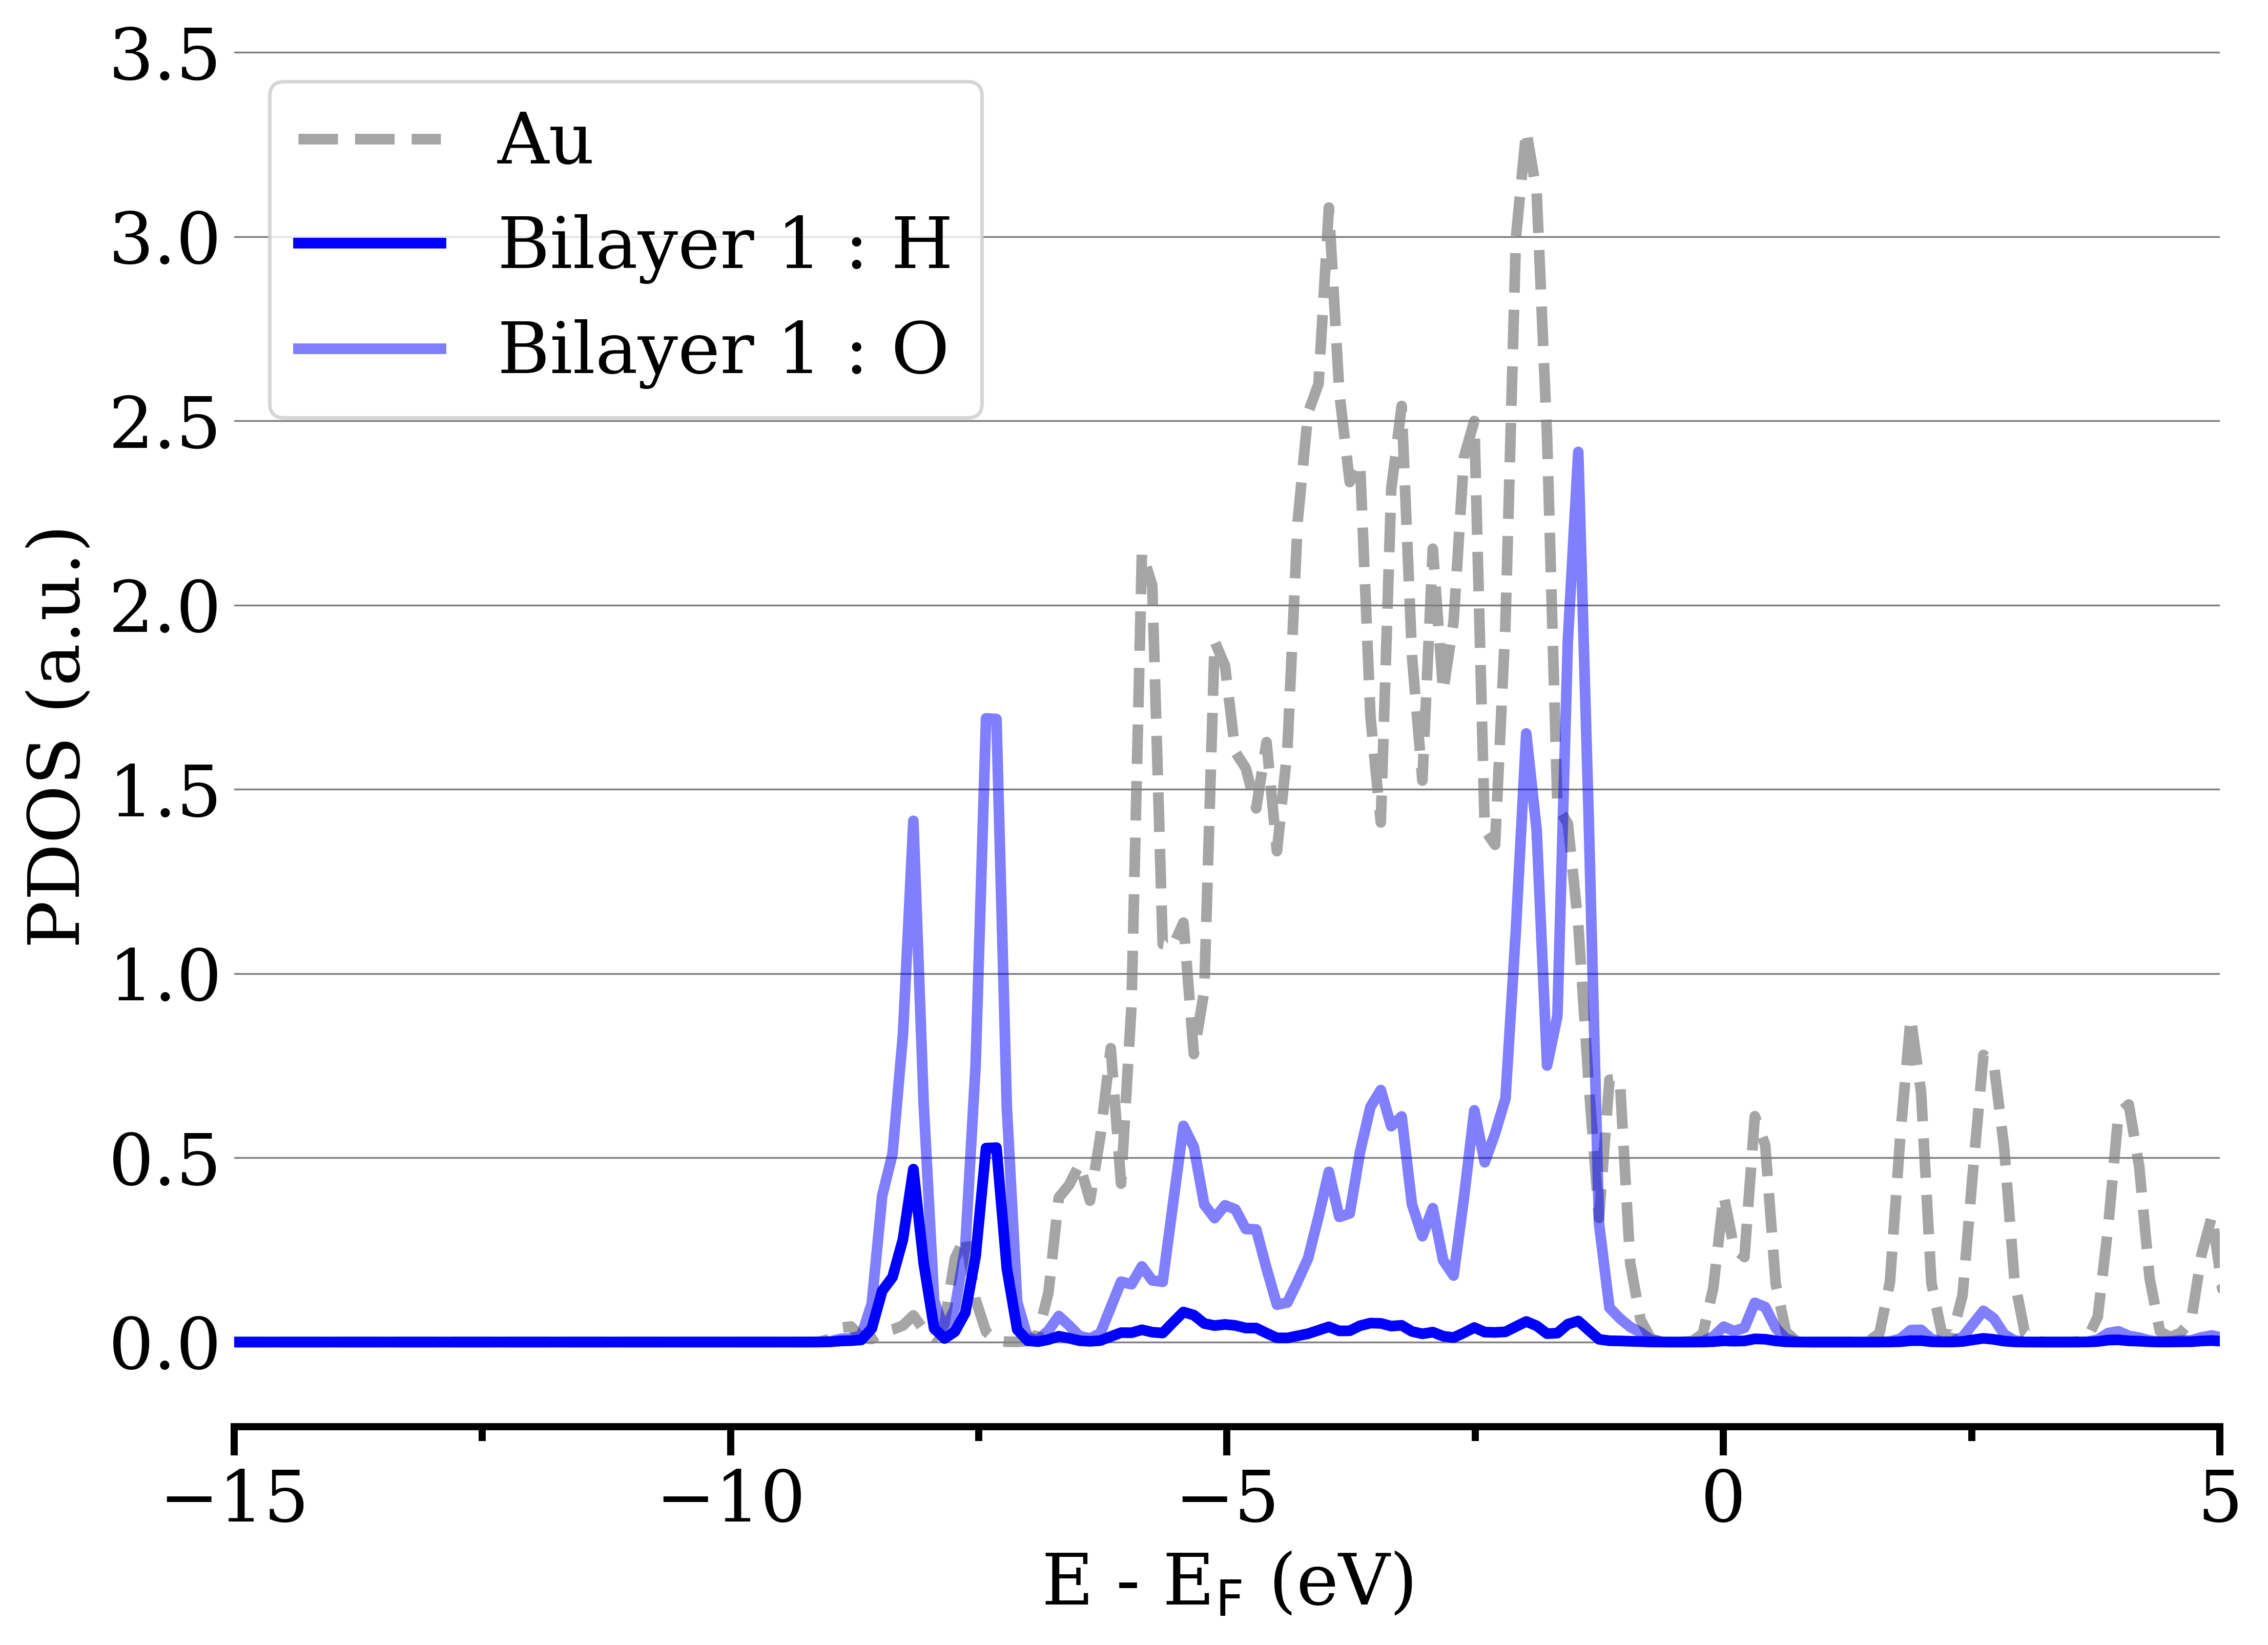 3.5
3.0
2.5
2.0
1.5
1.0
0.5
0.0
PDOS (a.u.)
Au
Bilayer 1 : H
Bilayer 1 : O
−15
−10
−5
0
5
E - E_F (eV)